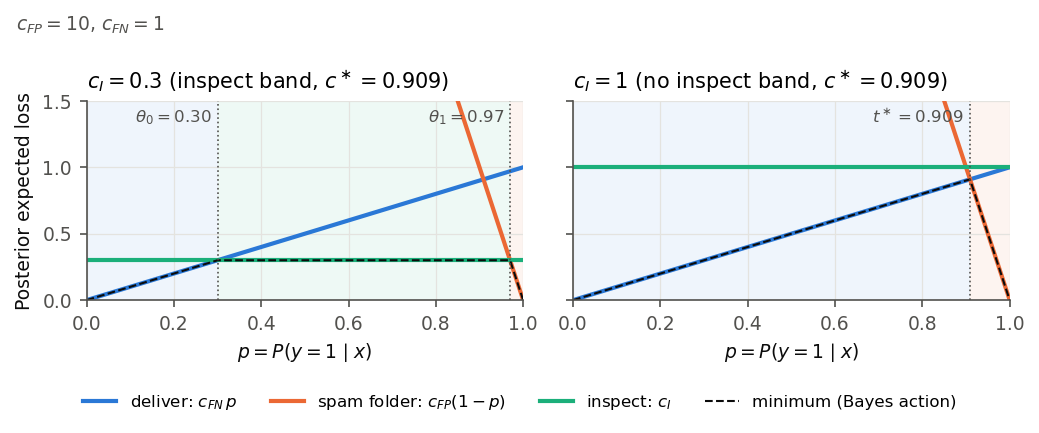 c_FP = 10, c_FN = 1
c_I = 0.3 (inspect band, c* = 0.909)
c_I = 1 (no inspect band, c* = 0.909)
Posterior expected loss
1.5
1.0
0.5
0.0
θ_0 = 0.30
θ_1 = 0.97
t* = 0.909
0.0 0.2 0.4 0.6 0.8 1.0
0.0 0.2 0.4 0.6 0.8 1.0
p = P(y = 1 | x)
p = P(y = 1 | x)
deliver: c_FN p
spam folder: c_FP(1 − p)
inspect: c_I
minimum (Bayes action)